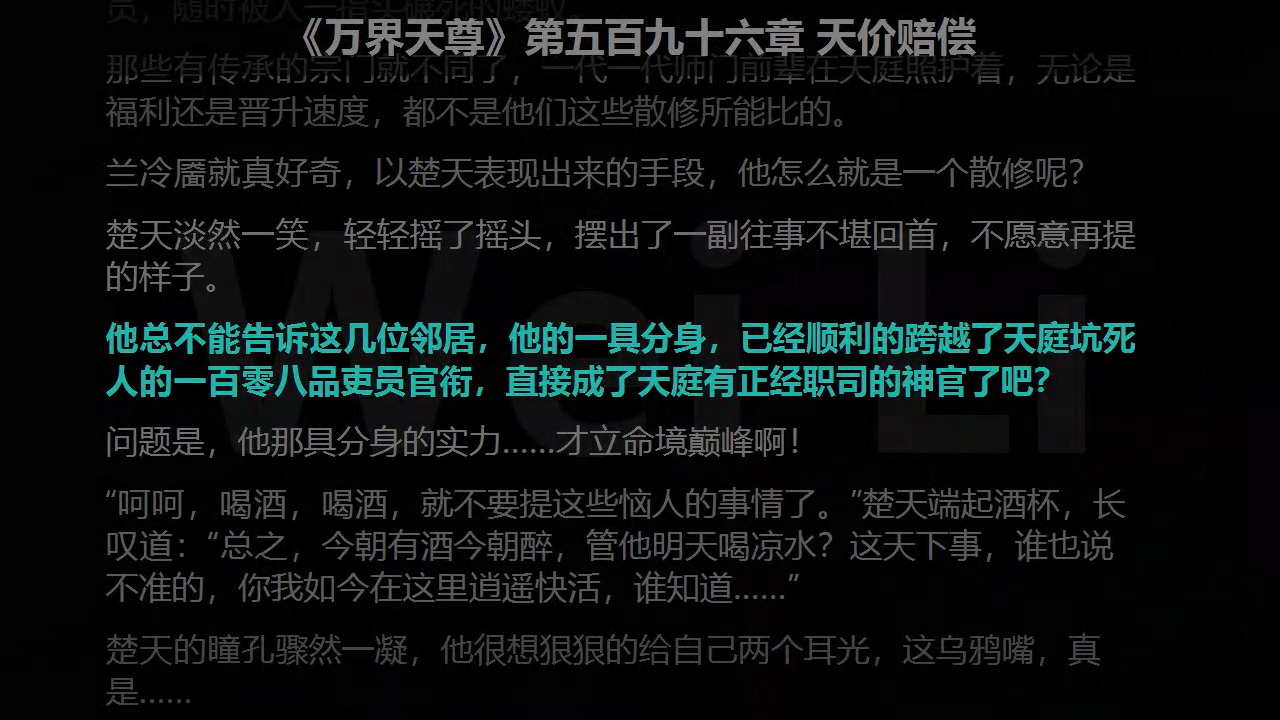 员，随时被人一指头碾死的蝼蚁。
《万界天尊》第五百九十六章 天价赔偿
那些有传承的宗门就不同了，一代一代师门前辈在天庭照护着，无论是
福利还是晋升速度，都不是他们这些散修所能比的。
兰冷靥就真好奇，以楚天表现出来的手段，他怎么就是一个散修呢？
楚天淡然一笑，轻轻摇了摇头，摆出了一副往事不堪回首，不愿意再提
的样子。
他总不能告诉这几位邻居，他的一具分身，已经顺利的跨越了天庭坑死
人的一百零八品吏员官衔，直接成了天庭有正经职司的神官了吧？
问题是，他那具分身的实力……才立命境巅峰啊！
“呵呵，喝酒，喝酒，就不要提这些恼人的事情了。”楚天端起酒杯，长
叹道：“总之，今朝有酒今朝醉，管他明天喝凉水？这天下事，谁也说
不准的，你我如今在这里逍遥快活，谁知道……”
楚天的瞳孔骤然一凝，他很想狠狠的给自己两个耳光，这乌鸦嘴，真
是……
Wei Li